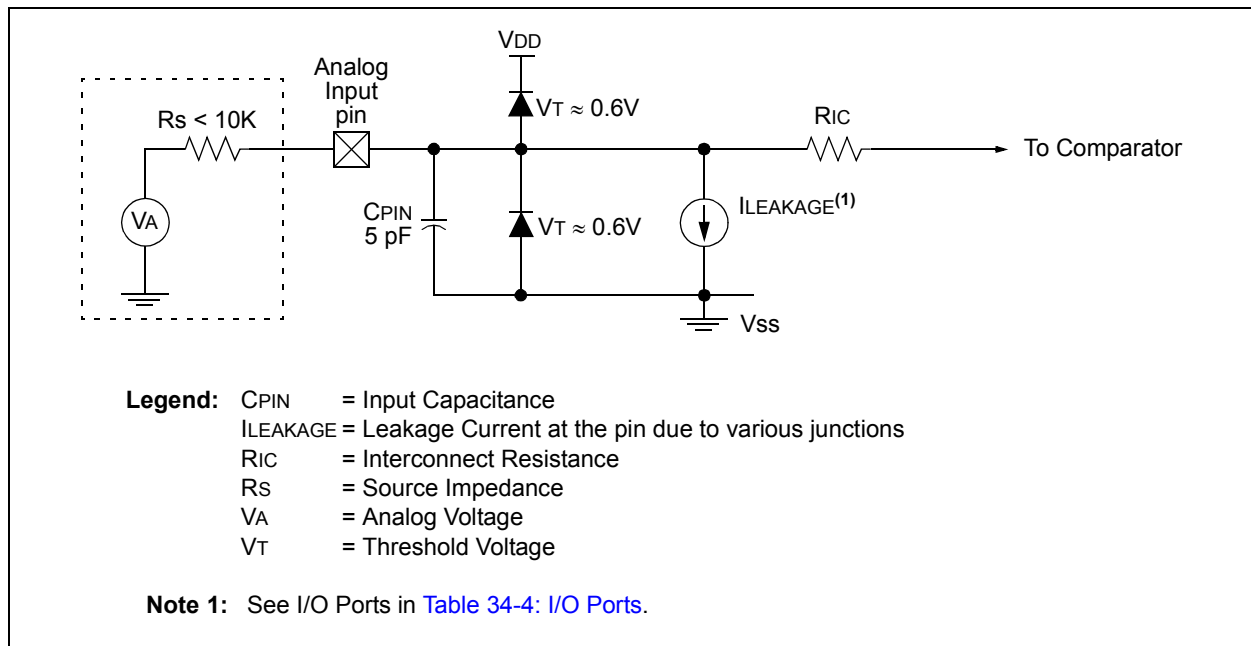 VDD
Analog
Input
pin
VT ≈ 0.6V
Rs < 10K
RIC
To Comparator
ILEAKAGE(1)
CPIN
5 pF
VA
VT ≈ 0.6V
Vss
Legend: CPIN = Input Capacitance
ILEAKAGE = Leakage Current at the pin due to various junctions
RIC = Interconnect Resistance
RS = Source Impedance
VA = Analog Voltage
VT = Threshold Voltage
Note 1: See I/O Ports in Table 34-4: I/O Ports.